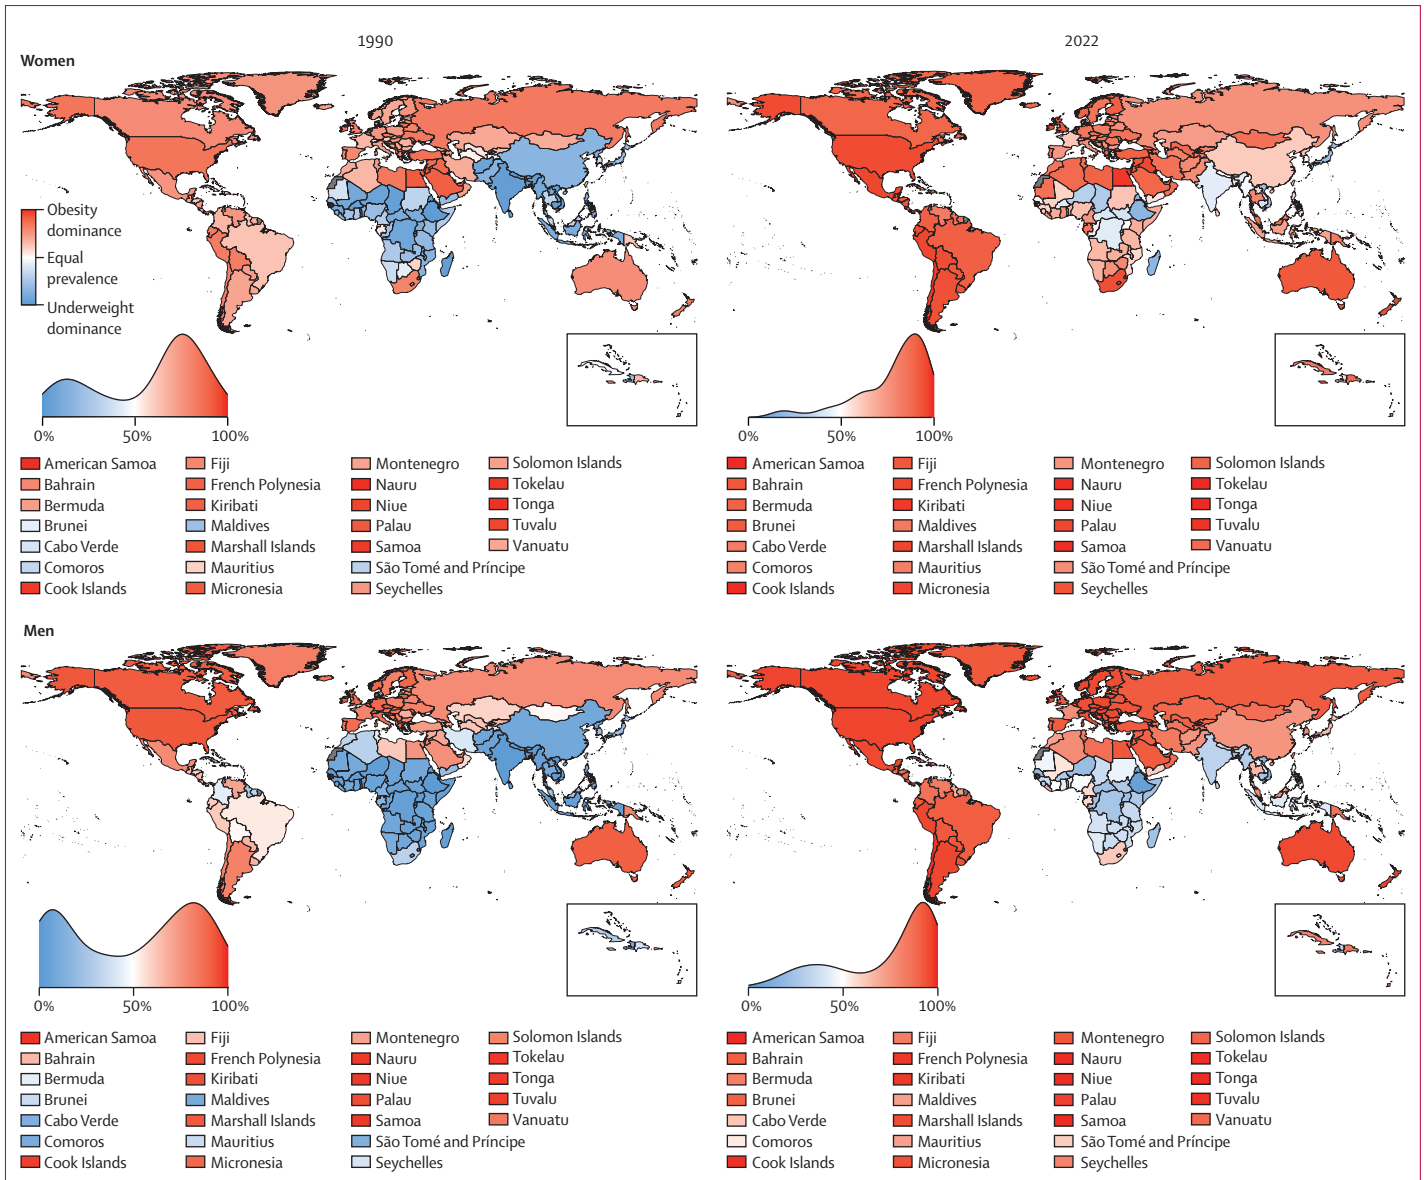 1990
2022
Women
Obesity
dominance
Equal
prevalence
Underweight
dominance
0% 50% 100%
0% 50% 100%
American Samoa
Bahrain
Bermuda
Brunei
Cabo Verde
Comoros
Cook Islands
Fiji
French Polynesia
Kiribati
Maldives
Marshall Islands
Mauritius
Micronesia
Montenegro
Nauru
Niue
Palau
Samoa
São Tomé and Príncipe
Seychelles
Solomon Islands
Tokelau
Tonga
Tuvalu
Vanuatu
American Samoa
Bahrain
Bermuda
Brunei
Cabo Verde
Comoros
Cook Islands
Fiji
French Polynesia
Kiribati
Maldives
Marshall Islands
Mauritius
Micronesia
Montenegro
Nauru
Niue
Palau
Samoa
São Tomé and Príncipe
Seychelles
Solomon Islands
Tokelau
Tonga
Tuvalu
Vanuatu
Men
0% 50% 100%
0% 50% 100%
American Samoa
Bahrain
Bermuda
Brunei
Cabo Verde
Comoros
Cook Islands
Fiji
French Polynesia
Kiribati
Maldives
Marshall Islands
Mauritius
Micronesia
Montenegro
Nauru
Niue
Palau
Samoa
São Tomé and Príncipe
Seychelles
Solomon Islands
Tokelau
Tonga
Tuvalu
Vanuatu
American Samoa
Bahrain
Bermuda
Brunei
Cabo Verde
Comoros
Cook Islands
Fiji
French Polynesia
Kiribati
Maldives
Marshall Islands
Mauritius
Micronesia
Montenegro
Nauru
Niue
Palau
Samoa
São Tomé and Príncipe
Seychelles
Solomon Islands
Tokelau
Tonga
Tuvalu
Vanuatu